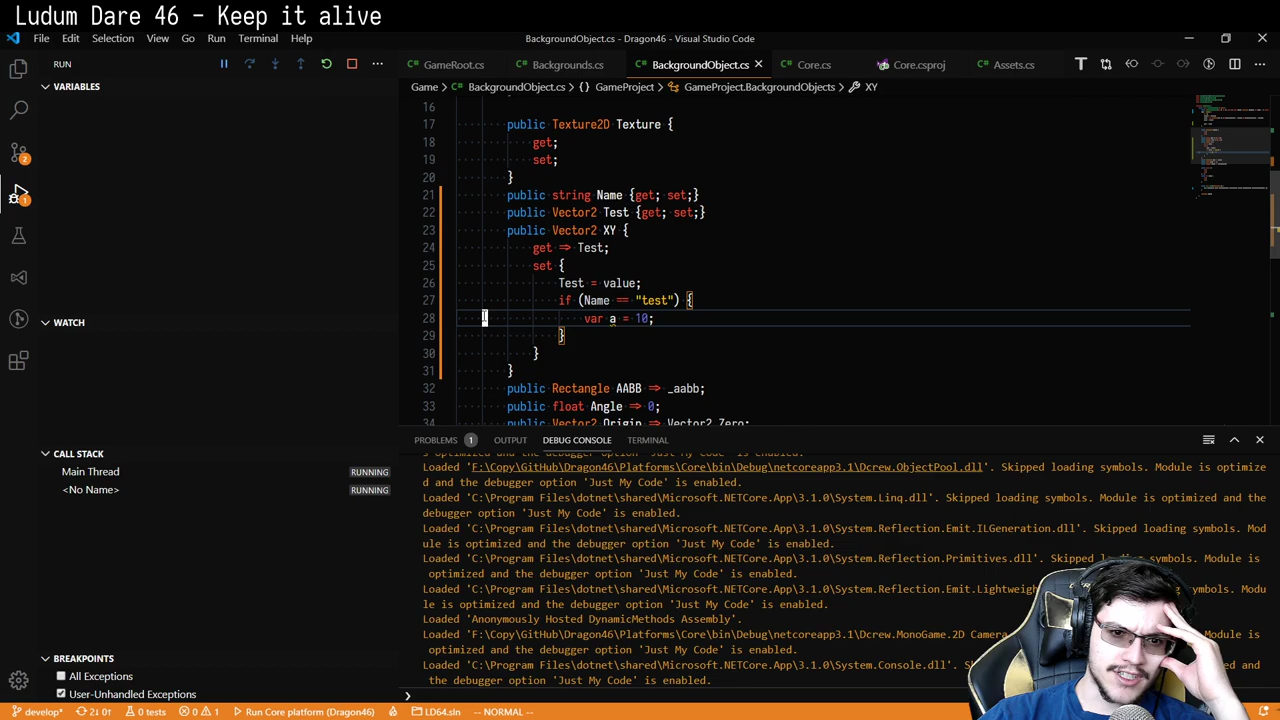 Ludum Dare 46 - Keep it alive
File Edit Selection View Go Run Terminal Help
BackgroundObject.cs - Dragon46 - Visual Studio Code
RUN
GameRoot.cs Backgrounds.cs BackgroundObject.cs Core.cs Core.csproj Assets.cs
VARIABLES
Game > BackgroundObject.cs > {} GameProject > GameProject.BackgroundObjects > XY
16
17 public Texture2D Texture {
18 get;
19 set;
20 }
21 public string Name {get; set;}
22 public Vector2 Test {get; set;}
23 public Vector2 XY {
24 get => Test;
25 set {
26 Test = value;
27 if (Name == "test") {
28 var a = 10;
29 }
30 }
31 }
32 public Rectangle AABB => _aabb;
33 public float Angle => 0;
34 public Vector2 Origin => Vector2.Zero;
WATCH
CALL STACK
Main Thread RUNNING
<No Name> RUNNING
BREAKPOINTS
All Exceptions
User-Unhandled Exceptions
PROBLEMS 1 OUTPUT DEBUG CONSOLE TERMINAL
s optimized and the debugger option 'Just My Code' is enabled.
Loaded 'F:\Copy\GitHub\Dragon46\Platforms\Core\bin\Debug\netcoreapp3.1\Dcrew.ObjectPool.dll'. Skipped loading symbols. Module is optimize
d and the debugger option 'Just My Code' is enabled.
Loaded 'C:\Program Files\dotnet\shared\Microsoft.NETCore.App\3.1.0\System.Linq.dll'. Skipped loading symbols. Module is optimized and the
debugger option 'Just My Code' is enabled.
Loaded 'C:\Program Files\dotnet\shared\Microsoft.NETCore.App\3.1.0\System.Reflection.Emit.ILGeneration.dll'. Skipped loading symbols. Mod
ule is optimized and the debugger option 'Just My Code' is enabled.
Loaded 'C:\Program Files\dotnet\shared\Microsoft.NETCore.App\3.1.0\System.Reflection.Primitives.dll'. Skipped loading symbols. Module is
optimized and the debugger option 'Just My Code' is enabled.
Loaded 'C:\Program Files\dotnet\shared\Microsoft.NETCore.App\3.1.0\System.Reflection.Emit.Lightweigh ymbols. Modu
le is optimized and the debugger option 'Just My Code' is enabled.
Loaded 'Anonymously Hosted DynamicMethods Assembly'.
Loaded 'F:\Copy\GitHub\Dragon46\Platforms\Core\bin\Debug\netcoreapp3.1\Dcrew.MonoGame.2D Camera Module is
optimized and the debugger option 'Just My Code' is enabled.
Loaded 'C:\Program Files\dotnet\shared\Microsoft.NETCore.App\3.1.0\System.Console.dll'. optimized and
the debugger option 'Just My Code' is enabled.
develop* 2↓ 0↑ 0 tests 0 1 Run Core platform (Dragon46) LD64.sln -- NORMAL --